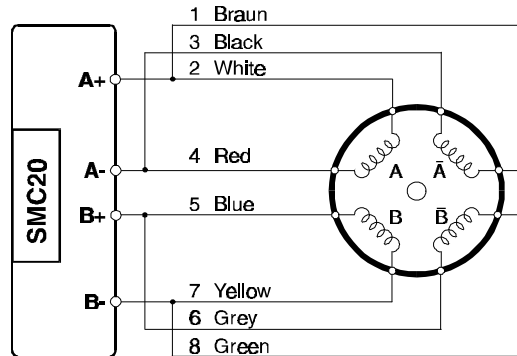 1 Braun
3 Black
2 White
A+
4 Red
A-
A Ā
SMC20
5 Blue
B+
B B̄
7 Yellow
B-
6 Grey
8 Green